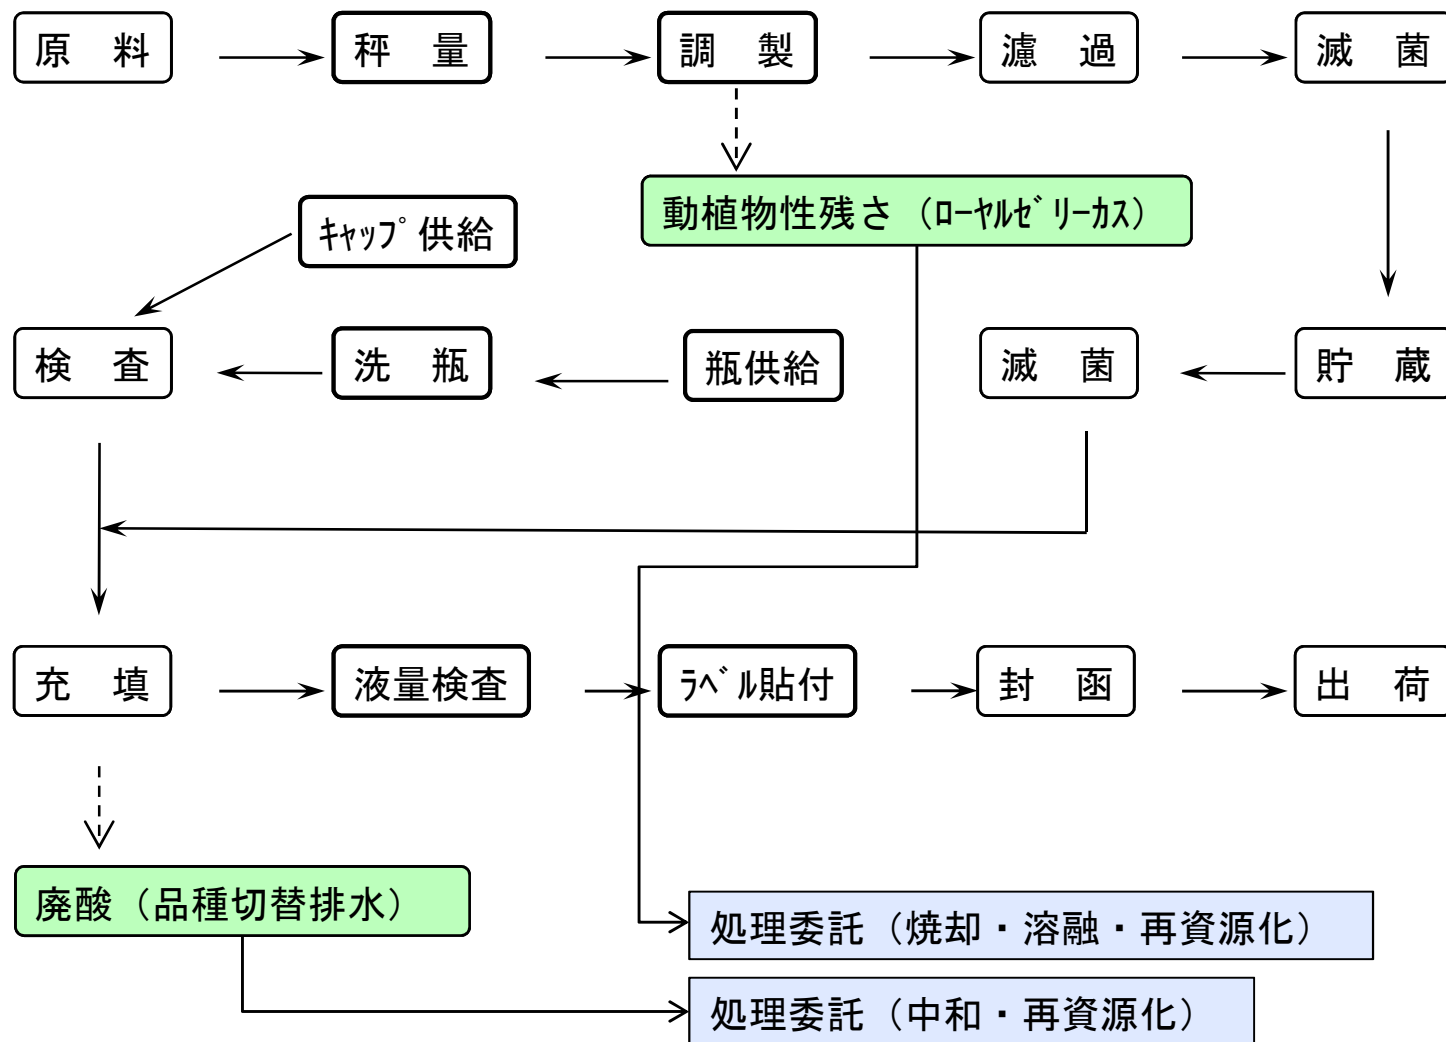 原　料
秤　量
調　製
濾　過
滅　菌
動植物性残さ（ﾛｰﾔﾙｾﾞﾘｰカス）
ｷｬｯﾌﾟ供給
検　査
洗　瓶
瓶供給
滅　菌
貯　蔵
充　填
液量検査
ﾗﾍﾞﾙ貼付
封　函
出　荷
廃酸（品種切替排水）
処理委託（焼却・溶融・再資源化）
処理委託（中和・再資源化）